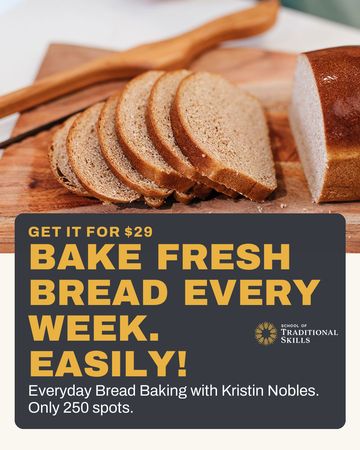 GET IT FOR $29
BAKE FRESH
BREAD EVERY
WEEK.
EASILY!
SCHOOL OF
TRADITIONAL
SKILLS
Everyday Bread Baking with Kristin Nobles.
Only 250 spots.